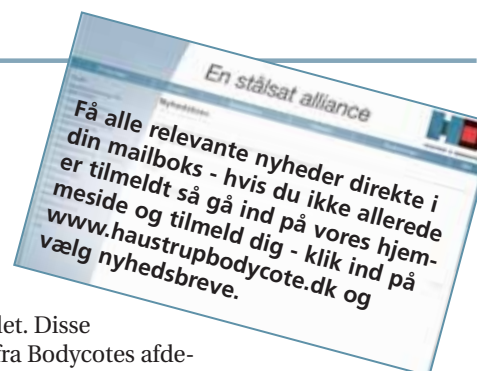 En stålsat alliance
Nyhedsbrev
Få alle relevante nyheder direkte i
din mailboks - hvis du ikke allerede
er tilmeldt så gå ind på vores hjem-
meside og tilmeld dig - klik ind på
www.haustrupbodycote.dk og
vælg nyhedsbreve.
let. Disse
fra Bodycotes afde-